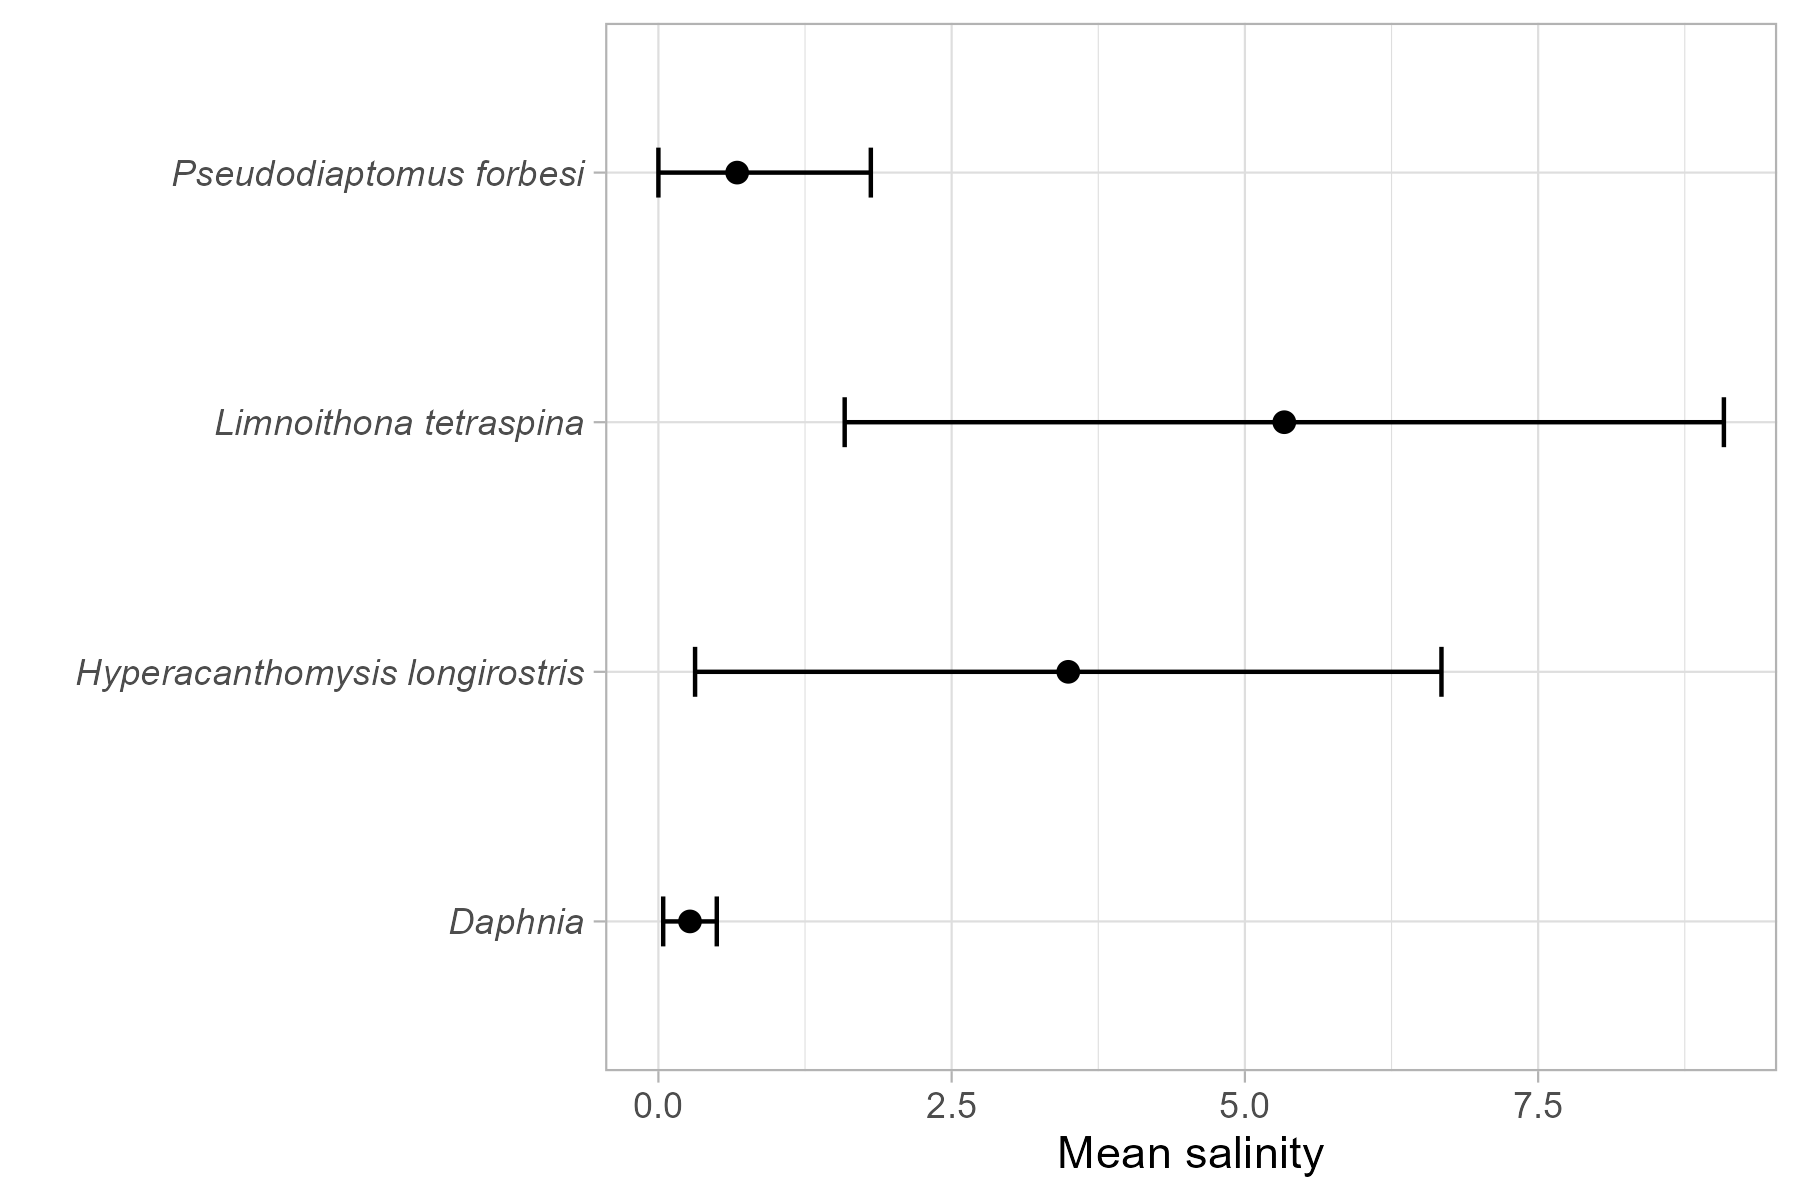 Pseudodiaptomus forbesi
Limnoithona tetraspina
Hyperacanthomysis longirostris
Daphnia
0.0 2.5 5.0 7.5
Mean salinity